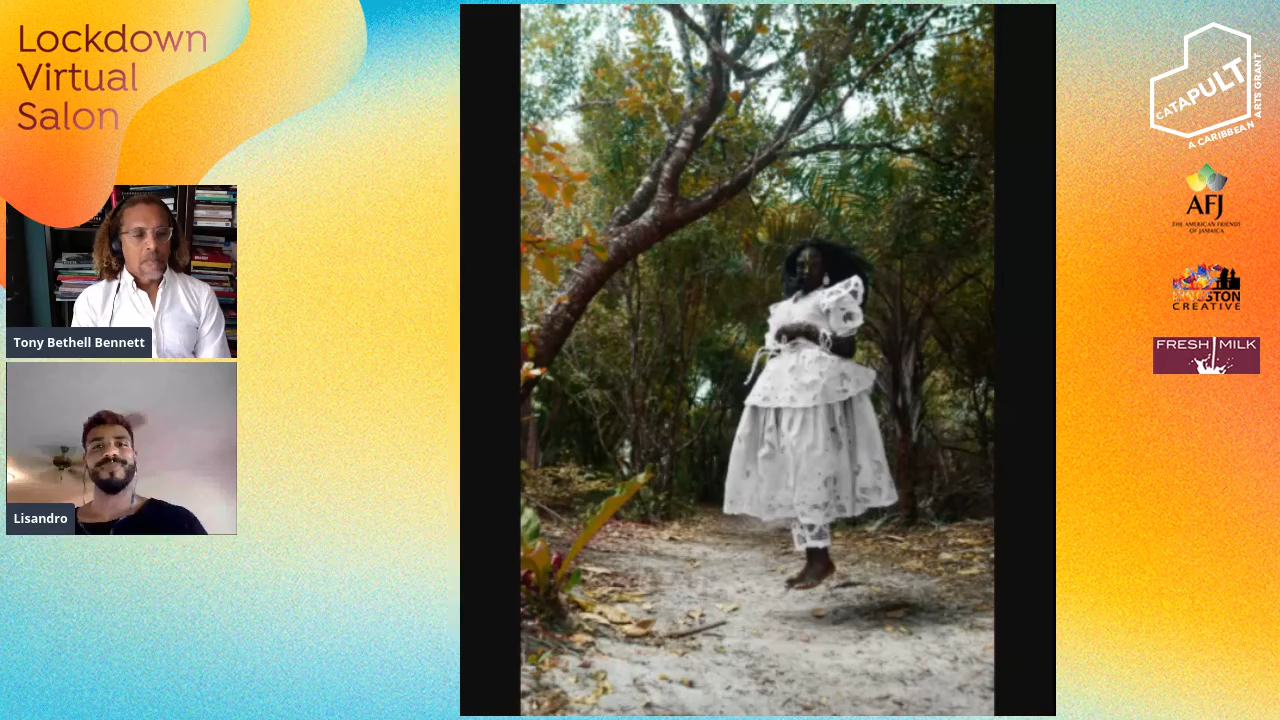 Lockdown
Virtual
Salon
Tony Bethell Bennett
Lisandro
CATAPULT
A CARIBBEAN
ARTS GRANT
AFJ
THE AMERICAN FRIENDS
OF JAMAICA
KINGSTON
CREATIVE
FRESH MILK